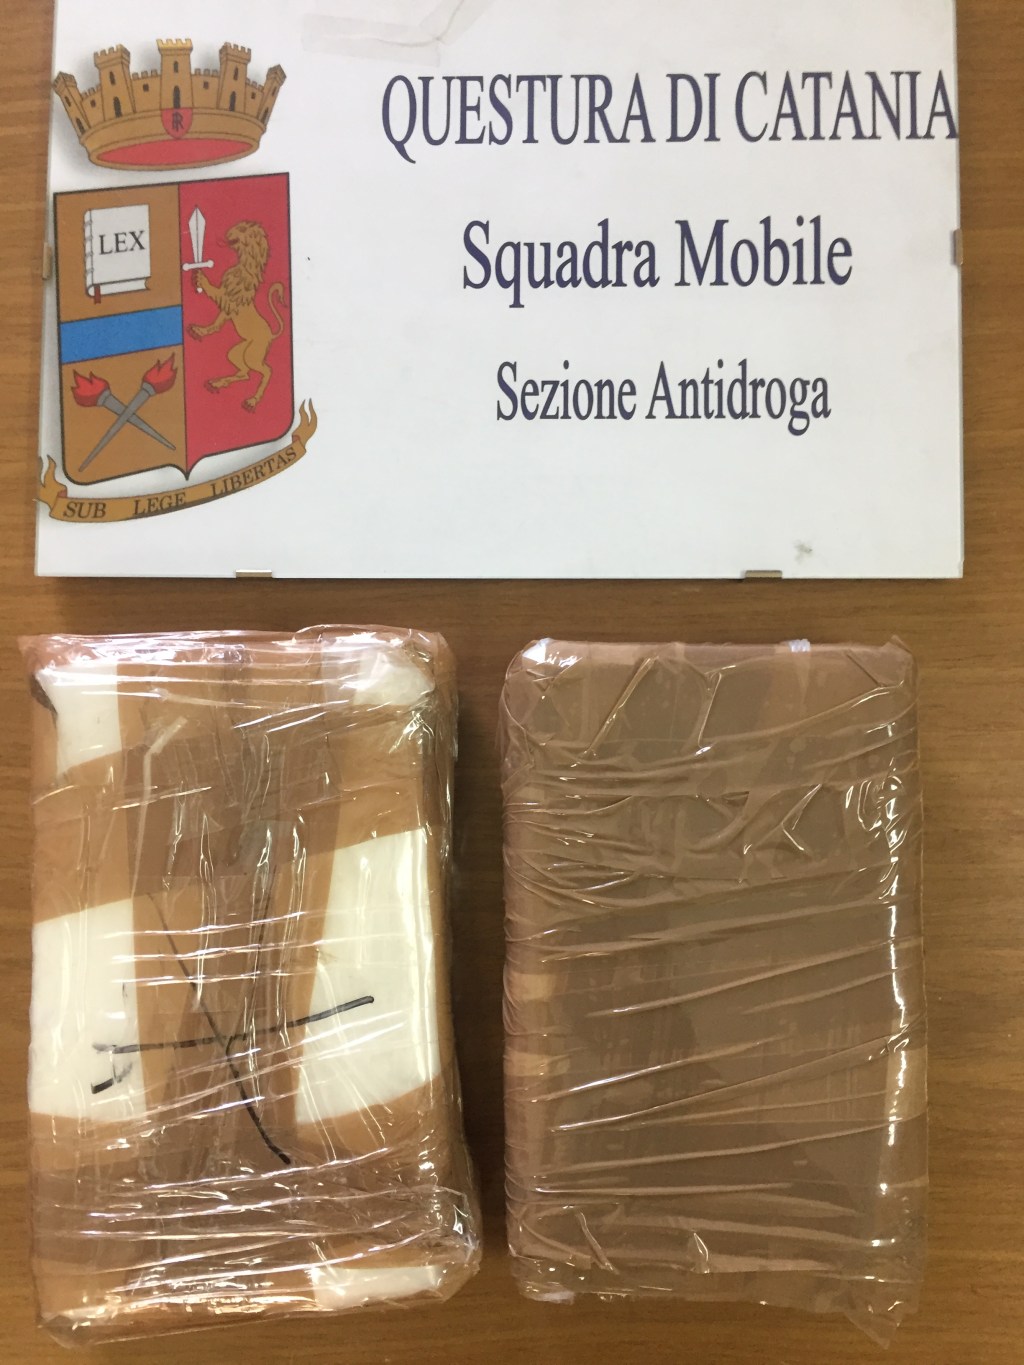 QUESTURA DI CATANIA
Squadra Mobile
Sezione Antidroga
R
LEX
SUB LEGE LIBERTAS